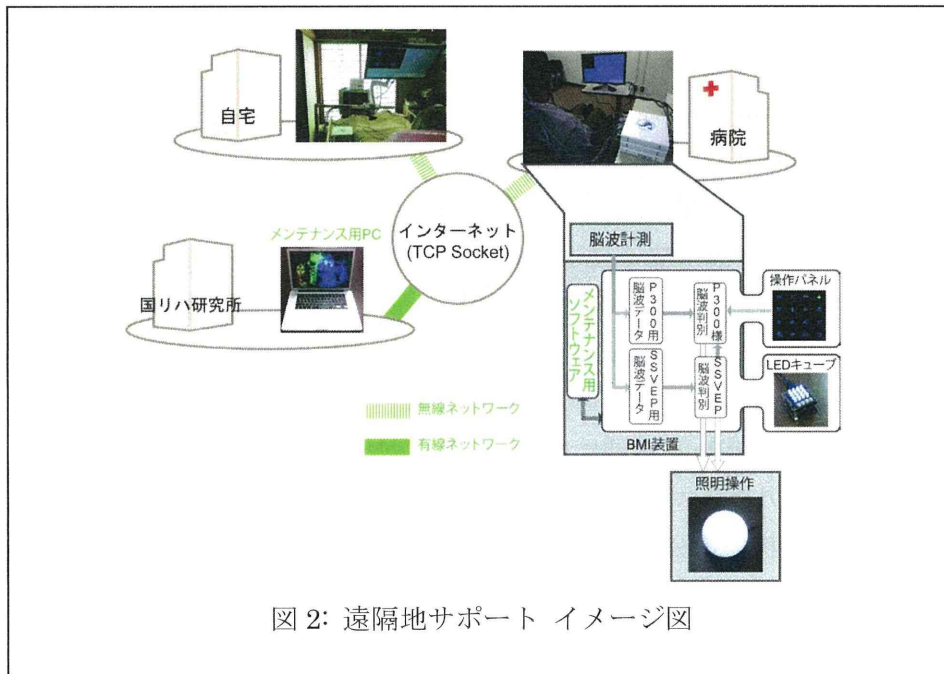 自宅
病院
メンテナンス用PC
インターネット
(TCP Socket)
国リハ研究所
脳波計測
メンテナンス用
ソフトウェア
P300用
脳波データ
P300様
脳波判別
SSVEP用
脳波データ
SSVEP
脳波判別
操作パネル
LEDキューブ
BMI装置
無線ネットワーク
有線ネットワーク
照明操作
図 2: 遠隔地サポート イメージ図